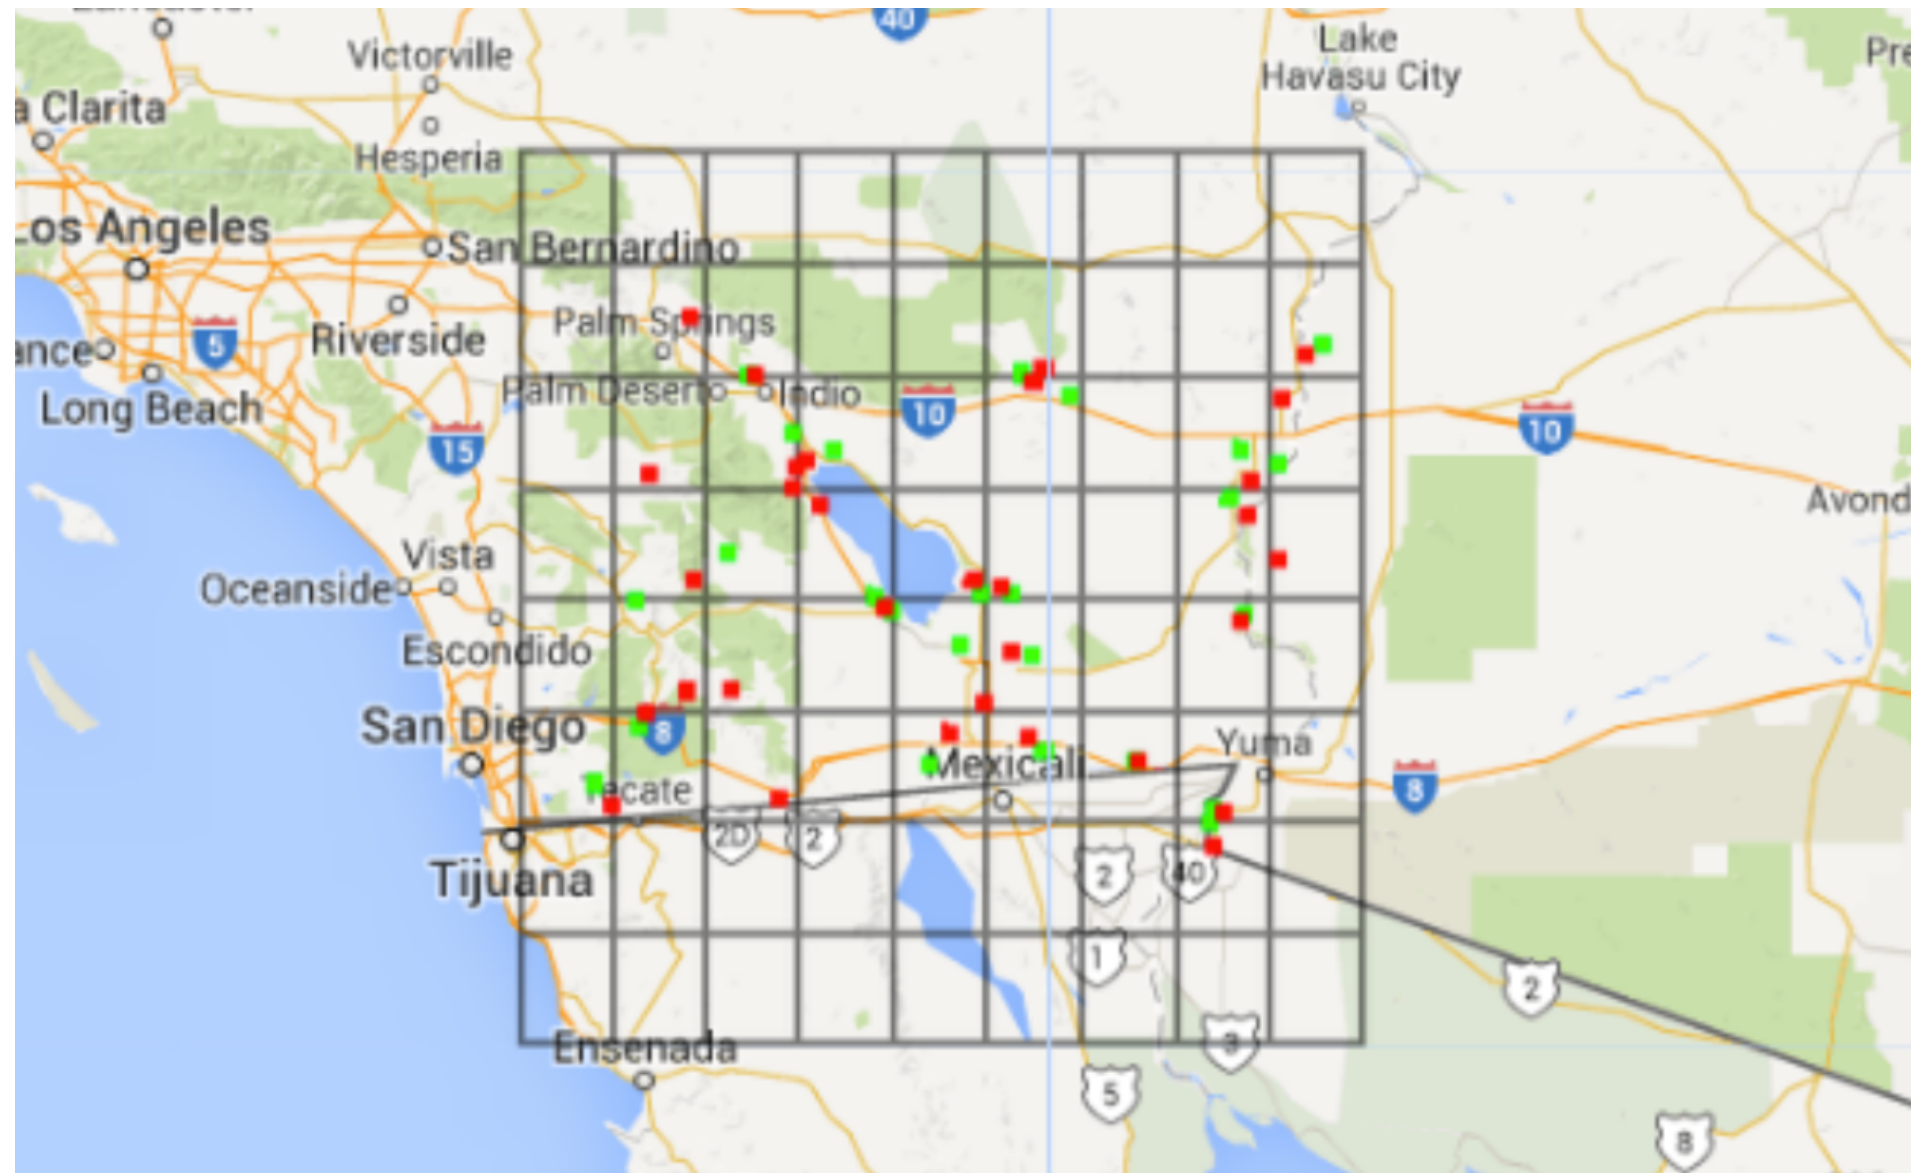 40
Lake
Havasu City
Pre
Victorville
a Clarita
Hesperia
Los Angeles
San Bernardino
Palm Springs
Riverside
5
ance
Long Beach
Palm Desert
Indio
10
10
15
Avond
Vista
Oceanside
Escondido
San Diego
8
Mexicali
Yuma
8
Tecate
2D
2
Tijuana
2
40
1
2
3
Ensenada
5
8